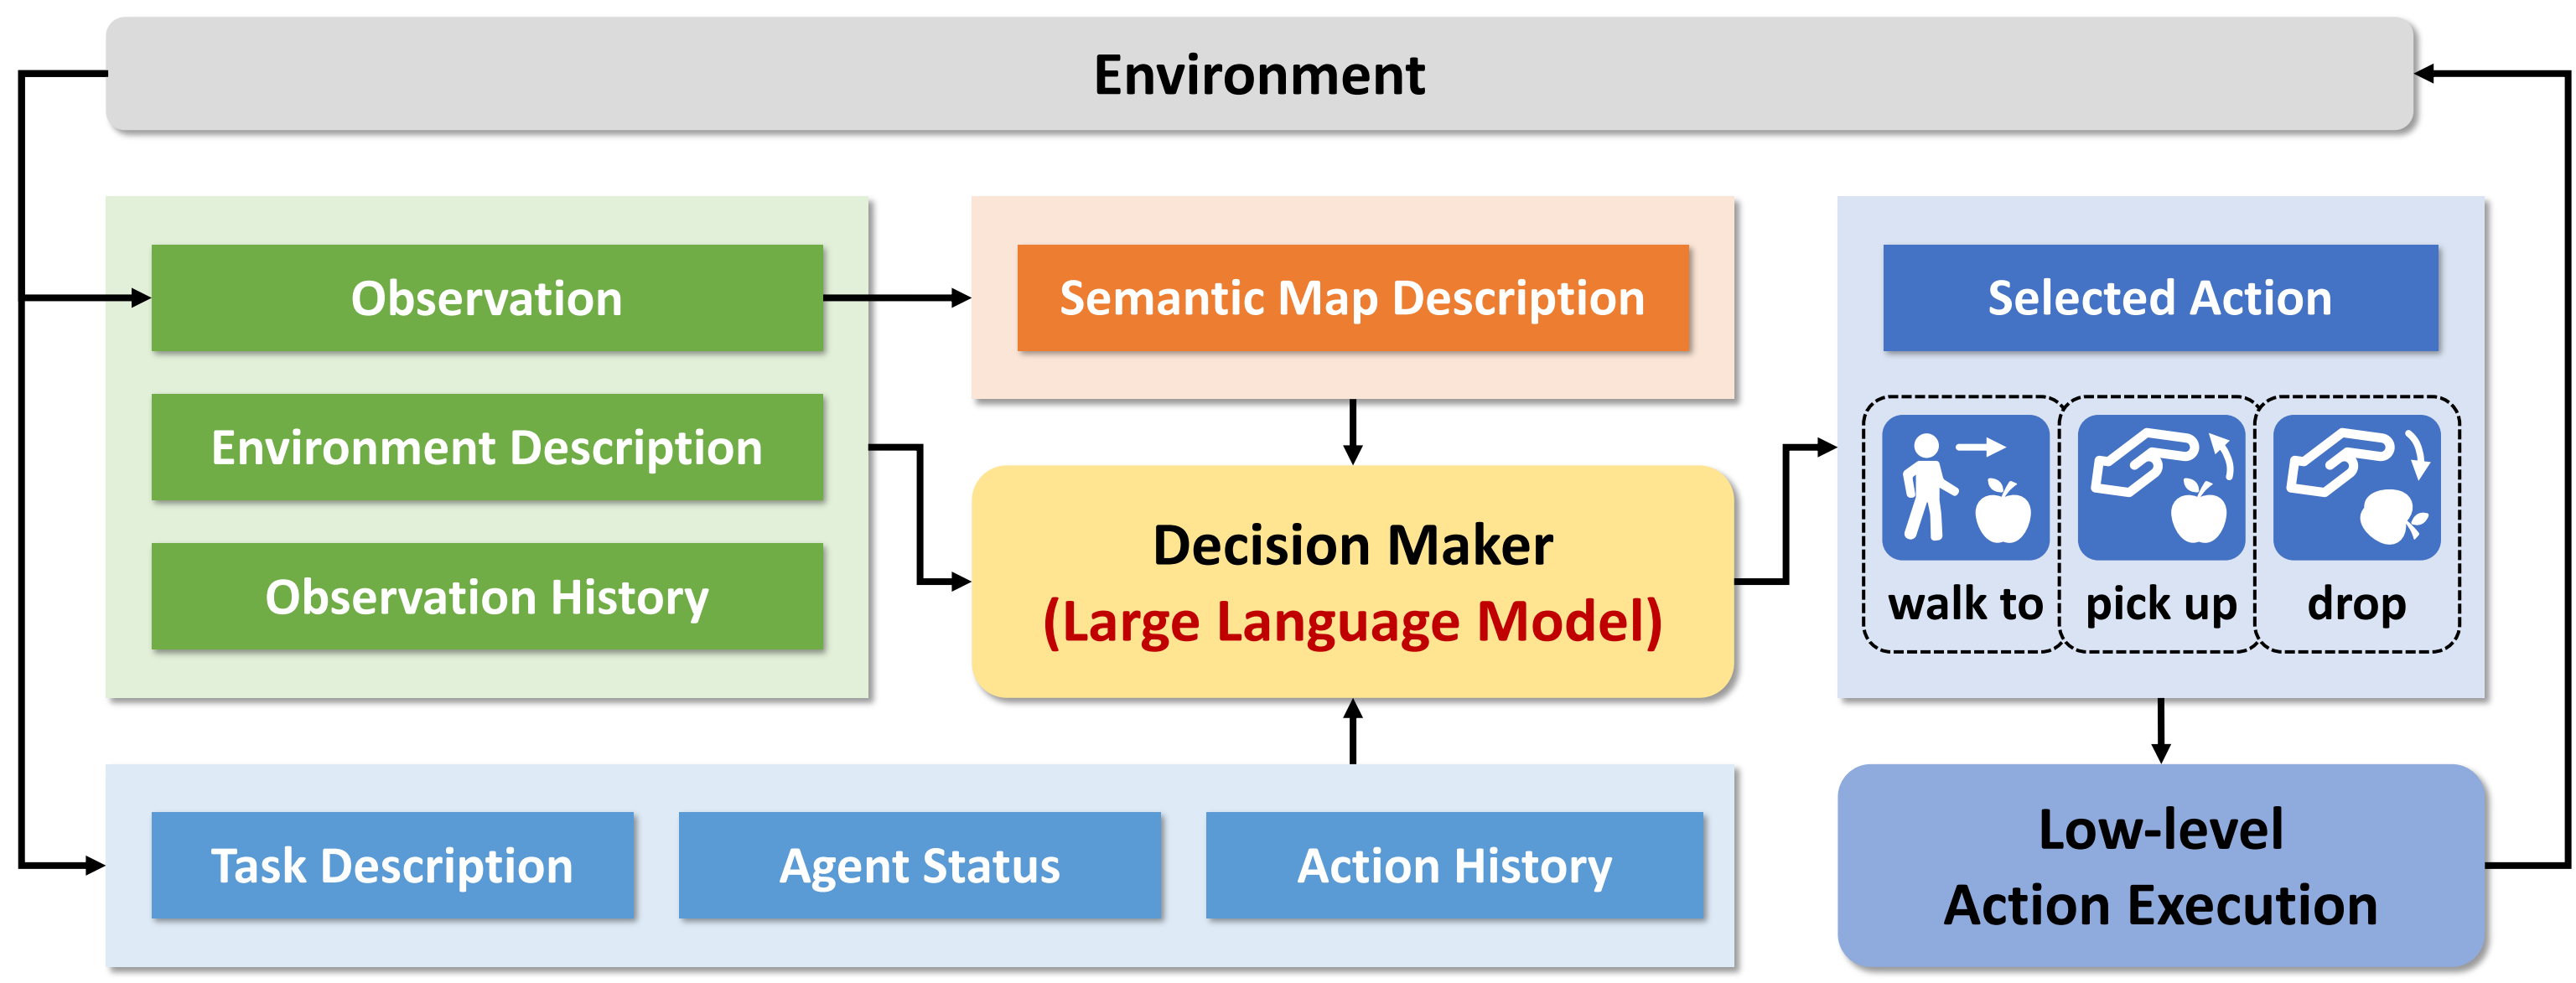 Environment
Observation
Environment Description
Observation History
Semantic Map Description
Decision Maker
(Large Language Model)
Selected Action
walk to
pick up
drop
Task Description
Agent Status
Action History
Low-level
Action Execution